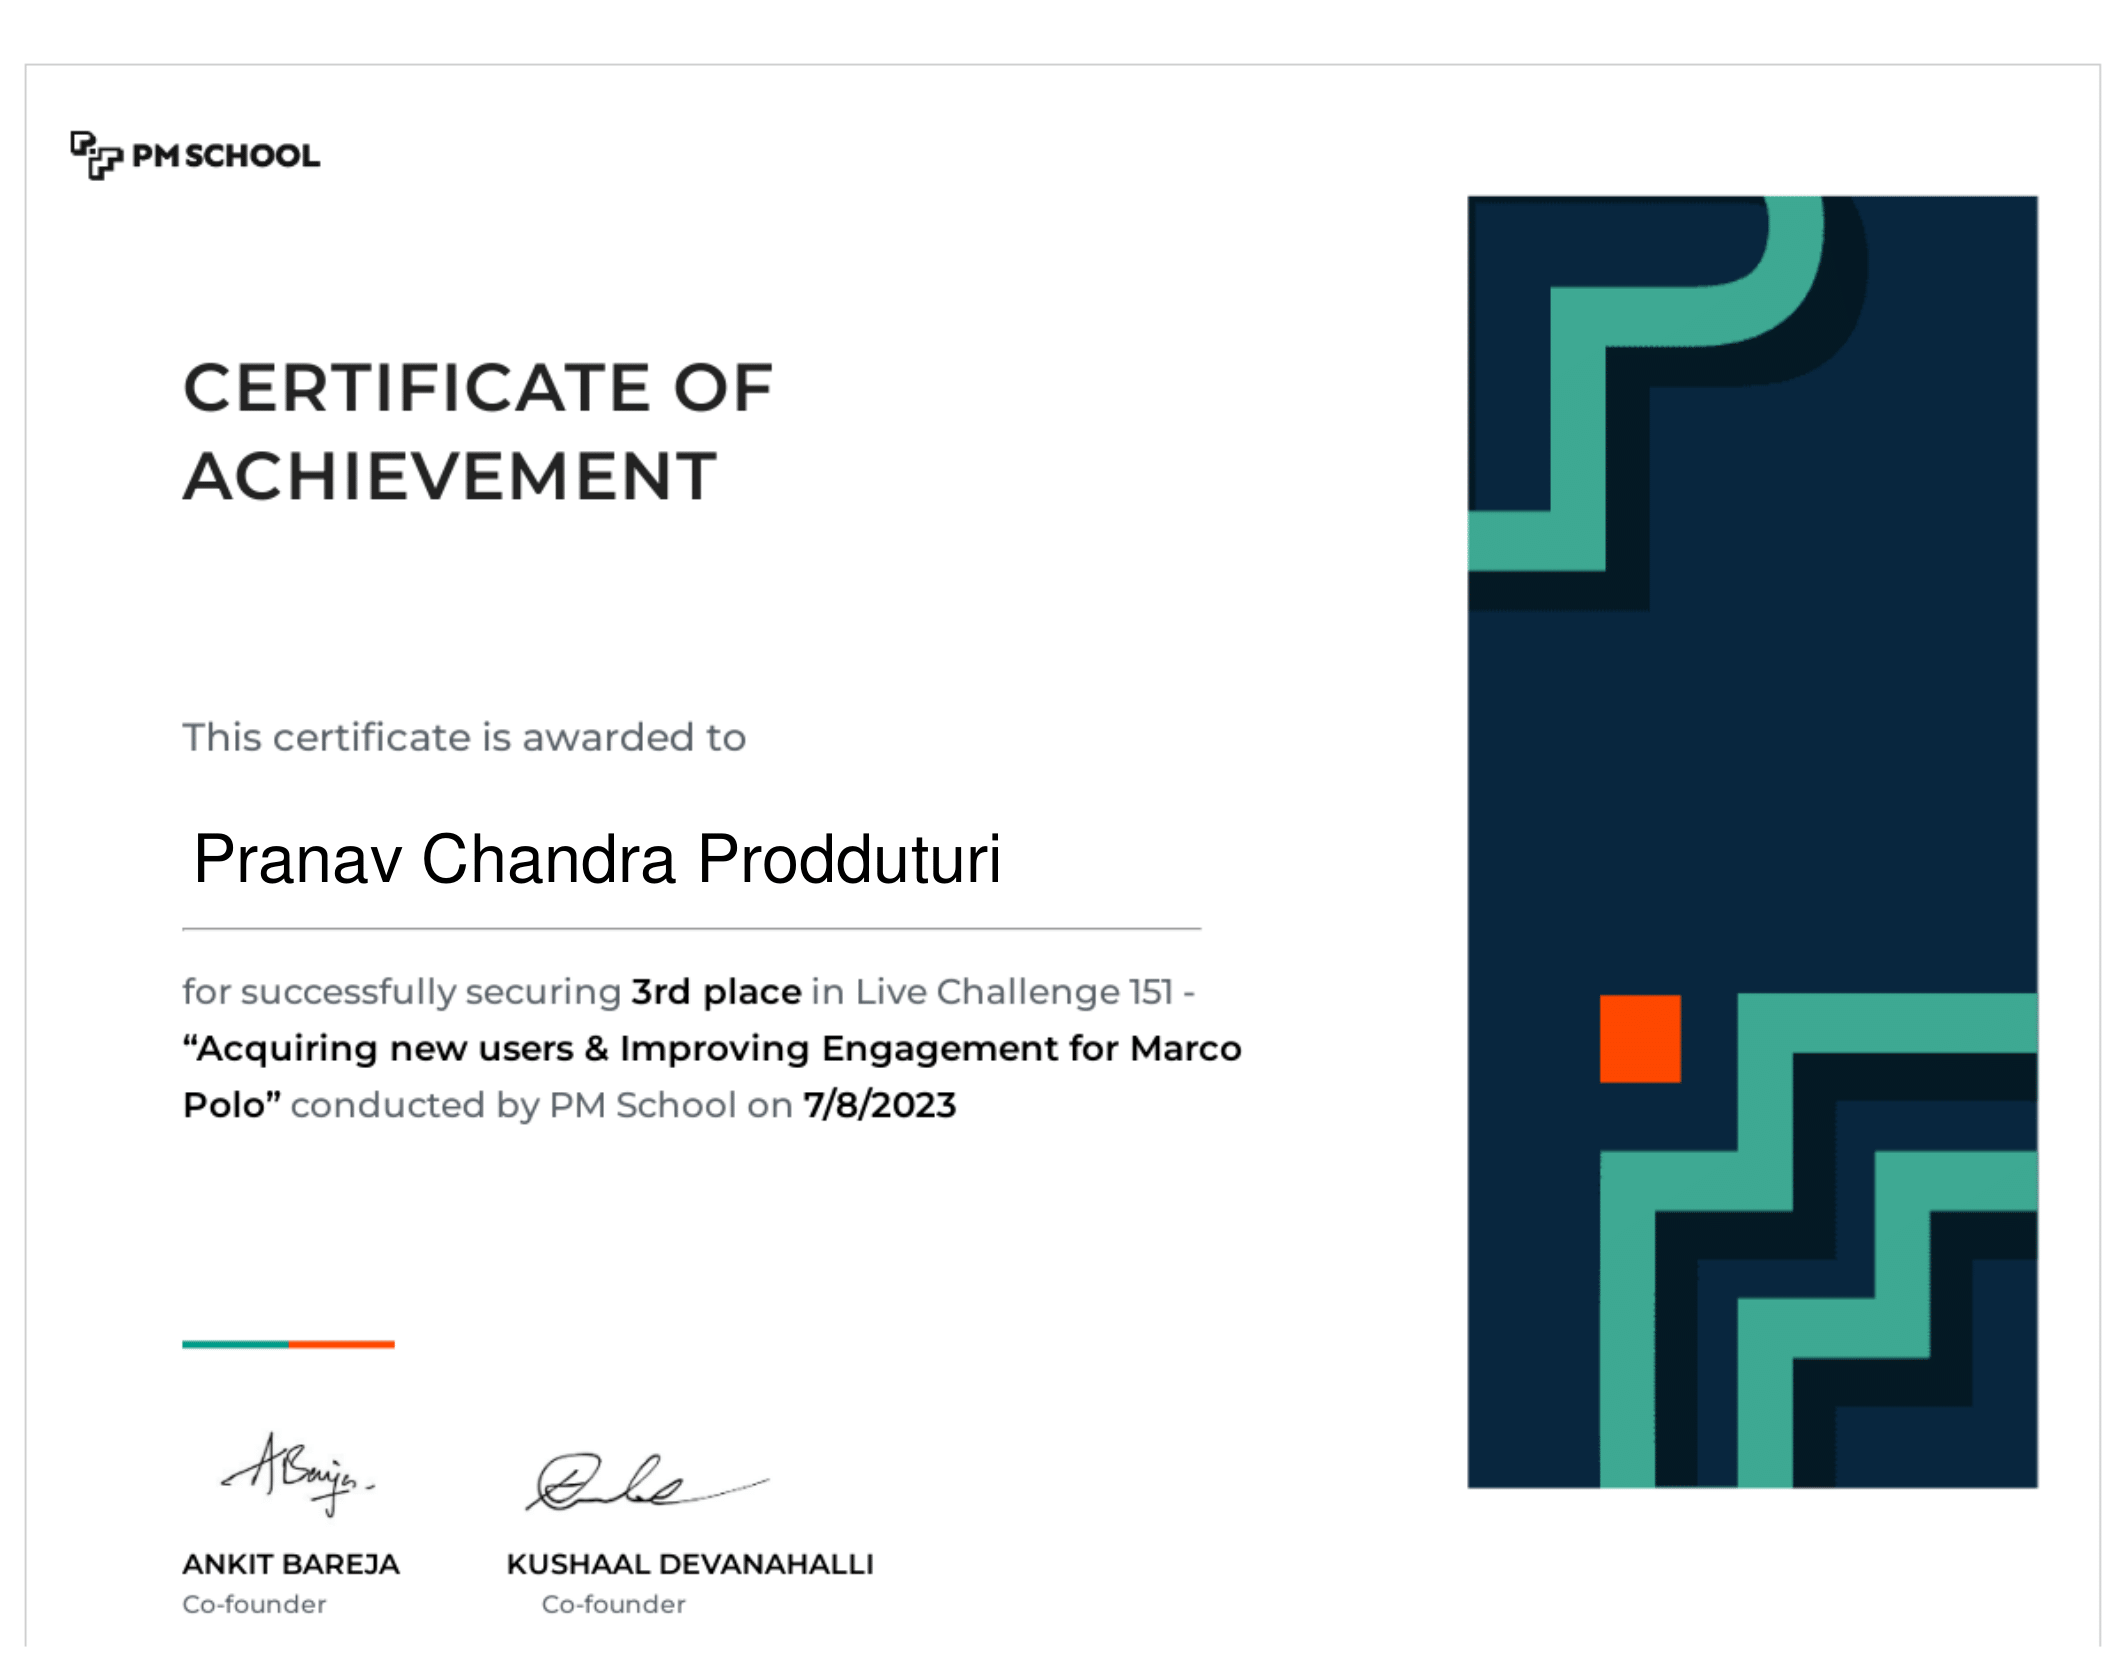 PM SCHOOL
CERTIFICATE OF
ACHIEVEMENT
This certificate is awarded to
Pranav Chandra Prodduturi
for successfully securing 3rd place in Live Challenge 151 -
“Acquiring new users & Improving Engagement for Marco
Polo” conducted by PM School on 7/8/2023
ABareja
ANKIT BAREJA KUSHAAL DEVANAHALLI
Co-founder Co-founder